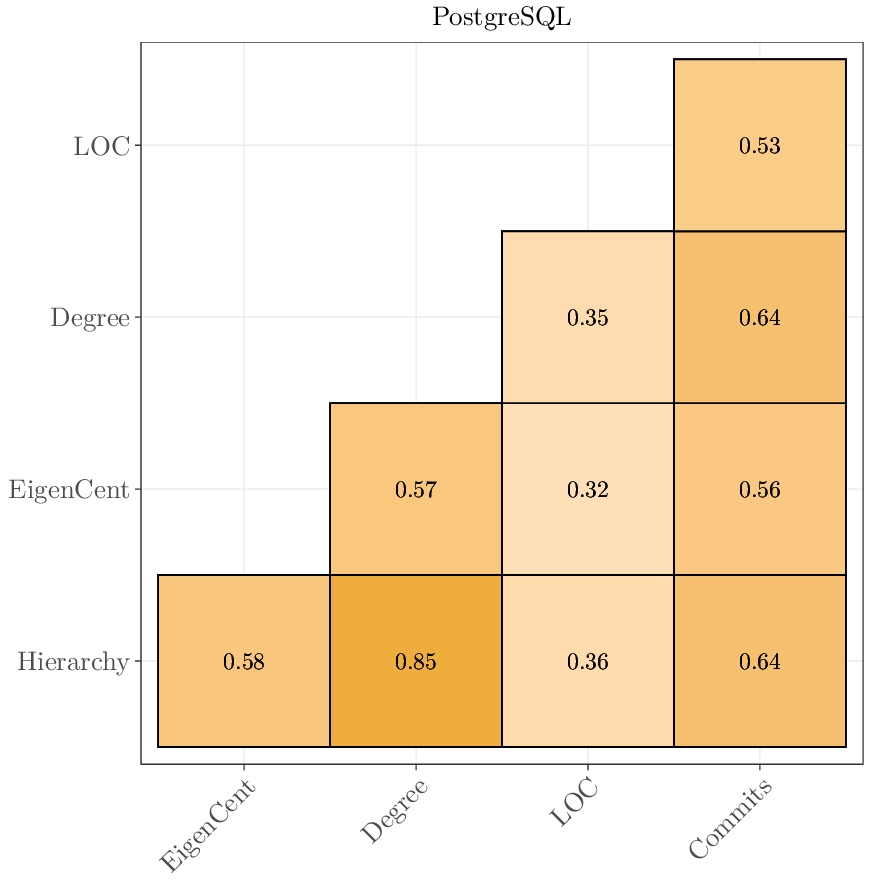 PostgreSQL
LOC
0.53
Degree
0.35 0.64
EigenCent
0.57 0.32 0.56
Hierarchy
0.58 0.85 0.36 0.64
EigenCent Degree LOC Commits